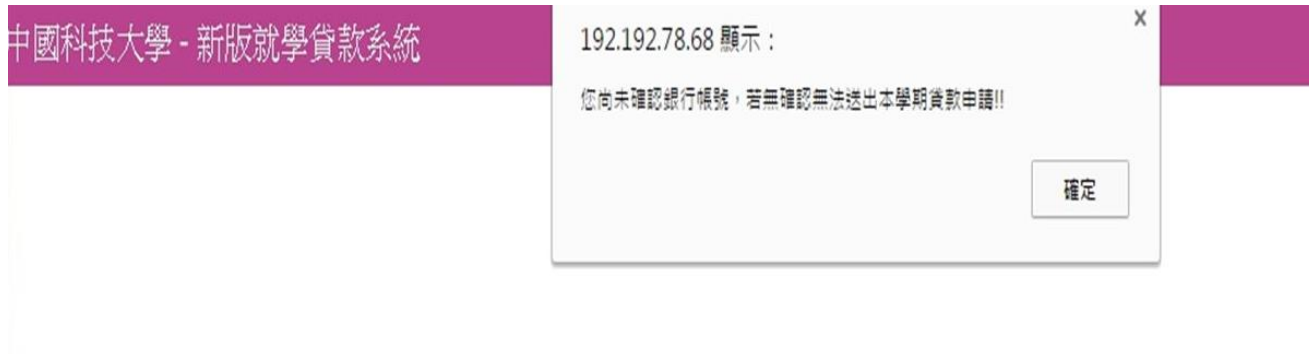 中國科技大學 - 新版就學貸款系統
192.192.78.68 顯示：
x
您尚未確認銀行帳號，若無確認無法送出本學期貸款申請!!
確定